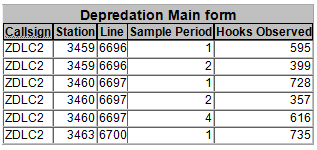 Depredation Main form
Callsign Station Line Sample Period Hooks Observed
ZDLC2 3459 6696 1 595
ZDLC2 3459 6696 2 399
ZDLC2 3460 6697 1 728
ZDLC2 3460 6697 2 357
ZDLC2 3460 6697 4 616
ZDLC2 3463 6700 1 735